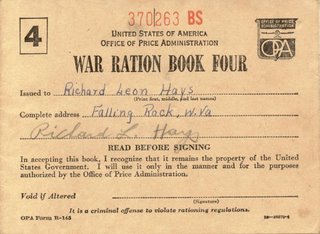 370263 BS
4
UNITED STATES OF AMERICA
OFFICE OF PRICE ADMINISTRATION
OFFICE OF PRICE ADMIN.
OPA
WAR RATION BOOK FOUR
Issued to Richard Leon Hays
(Print first, middle, and last names)
Complete address Falling Rock, W.Va
Richard L. Hays
READ BEFORE SIGNING
In accepting this book, I recognize that it remains the property of the United
States Government. I will use it only in the manner and for the purposes
authorized by the Office of Price Administration.
Void if Altered
(Signature)
It is a criminal offense to violate rationing regulations.
OPA Form R-145